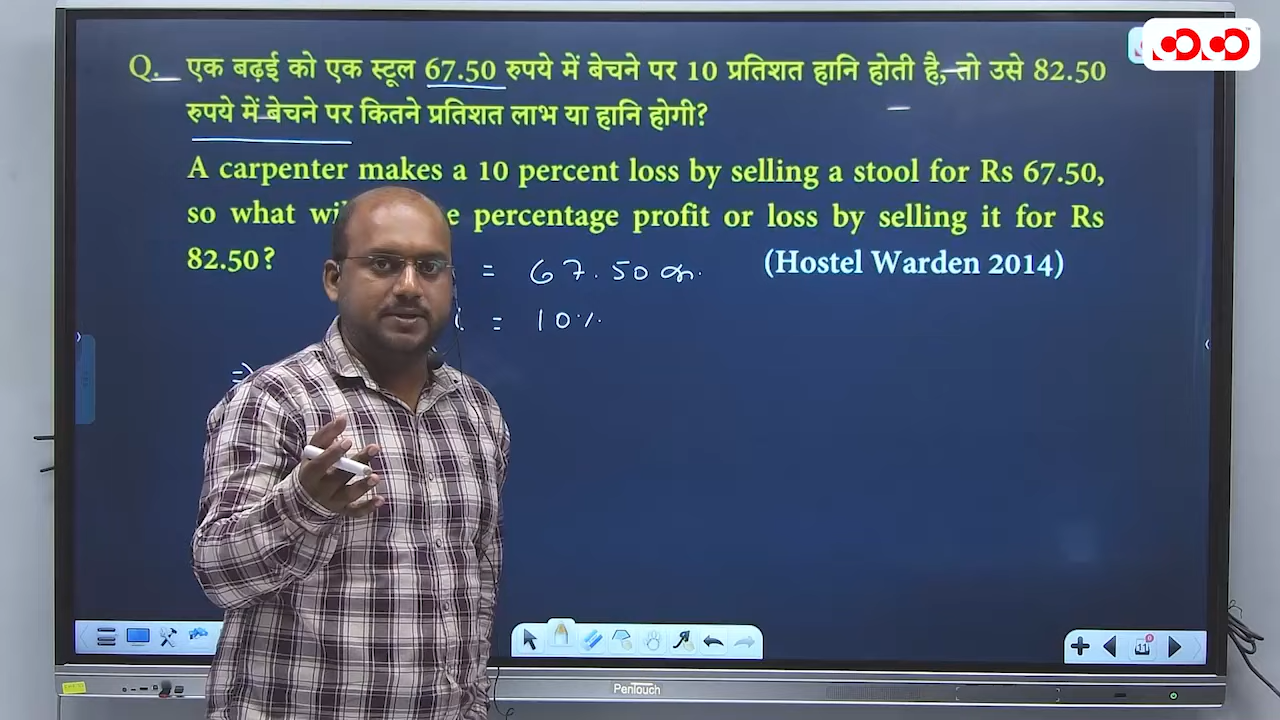 Q. एक बढ़ई को एक स्टूल 67.50 रुपये में बेचने पर 10 प्रतिशत हानि होती है, तो उसे 82.50
रुपये में बेचने पर कितने प्रतिशत लाभ या हानि होगी?
A carpenter makes a 10 percent loss by selling a stool for Rs 67.50,
so what percentage profit or loss by selling it for Rs
82.50? (Hostel Warden 2014)
= 67.50
= 10%
11
PenTouch